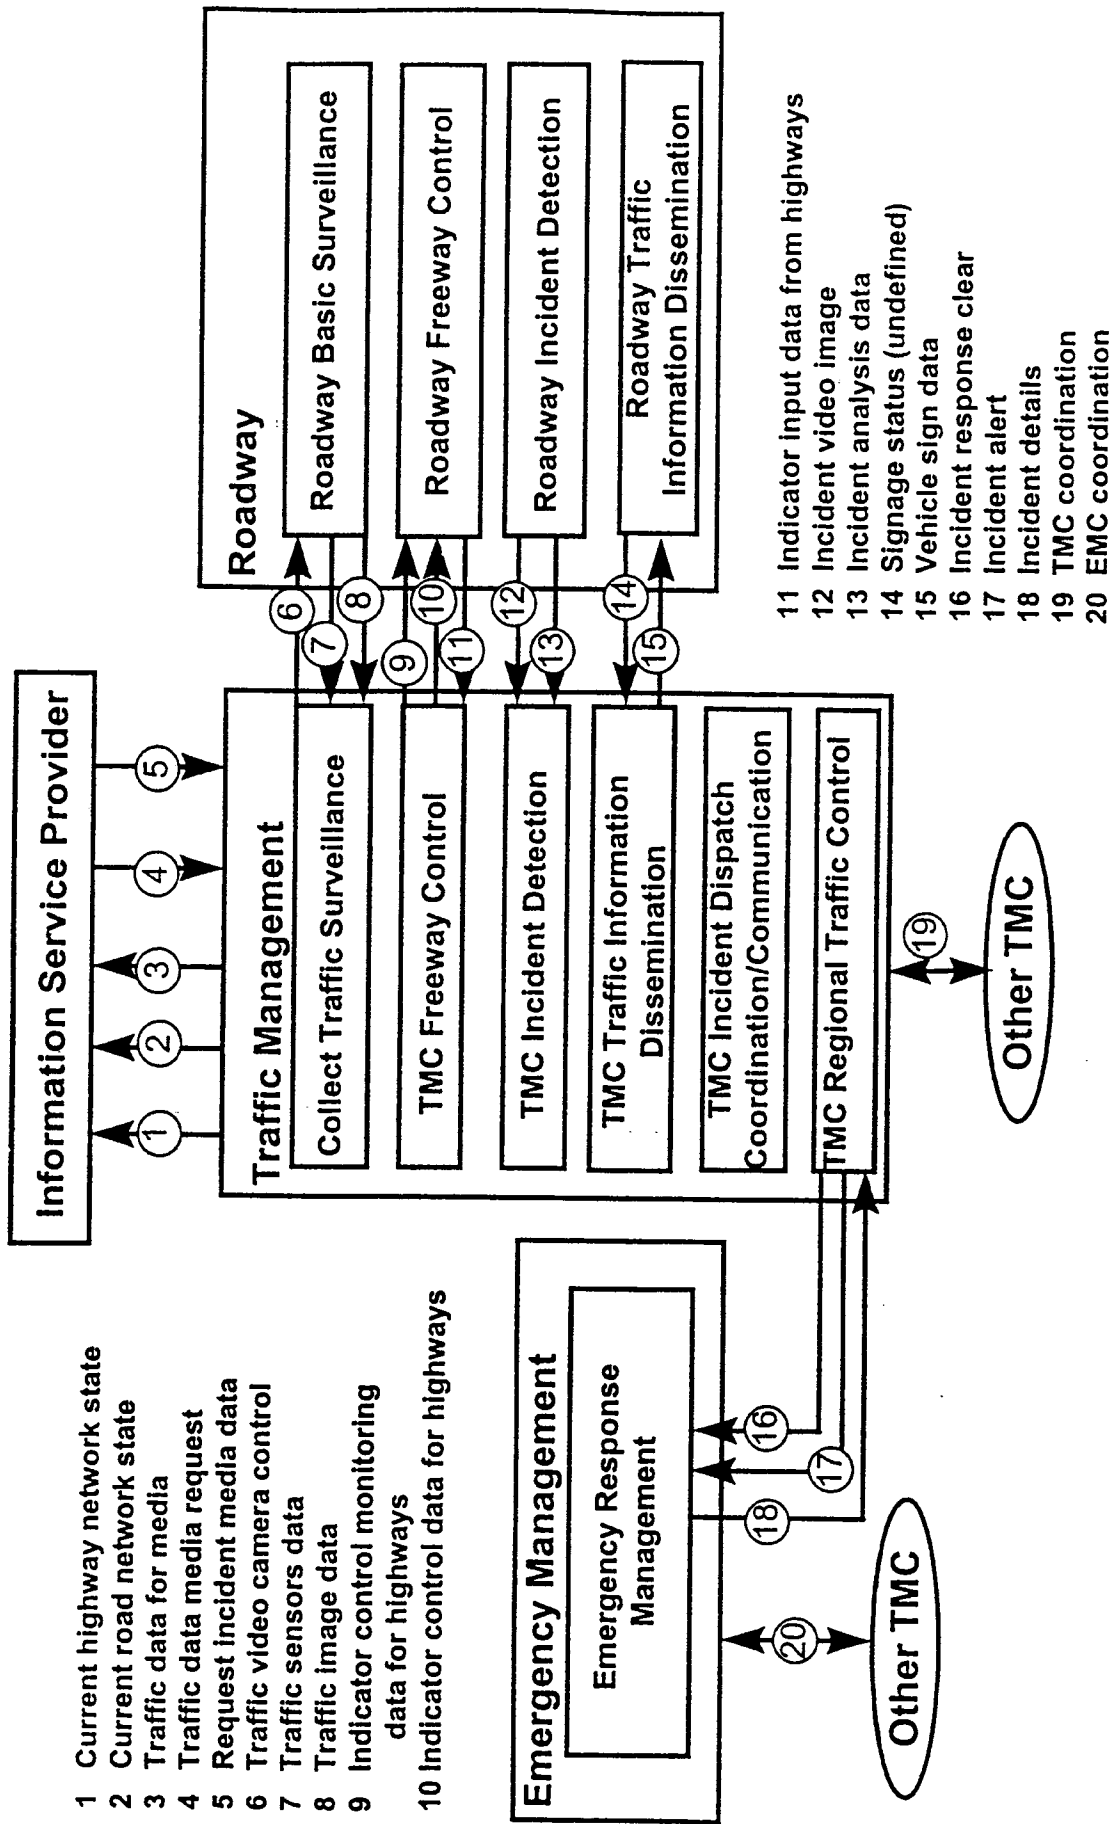 Information Service Provider
1
2
3
4
5
Traffic Management
Collect Traffic Surveillance
TMC Freeway Control
TMC Incident Detection
TMC Traffic Information
Dissemination
TMC Incident Dispatch
Coordination/Communication
TMC Regional Traffic Control
6
7
8
9
10
11
12
13
14
15
Roadway
Roadway Basic Surveillance
Roadway Freeway Control
Roadway Incident Detection
Roadway Traffic
Information Dissemination
Emergency Management
Emergency Response
Management
16
17
18
19
Other TMC
20
Other TMC
1 Current highway network state
2 Current road network state
3 Traffic data for media
4 Traffic data media request
5 Request incident media data
6 Traffic video camera control
7 Traffic sensors data
8 Traffic image data
9 Indicator control monitoring
data for highways
10 Indicator control data for highways
11 Indicator input data from highways
12 Incident video image
13 Incident analysis data
14 Signage status (undefined)
15 Vehicle sign data
16 Incident response clear
17 Incident alert
18 Incident details
19 TMC coordination
20 EMC coordination